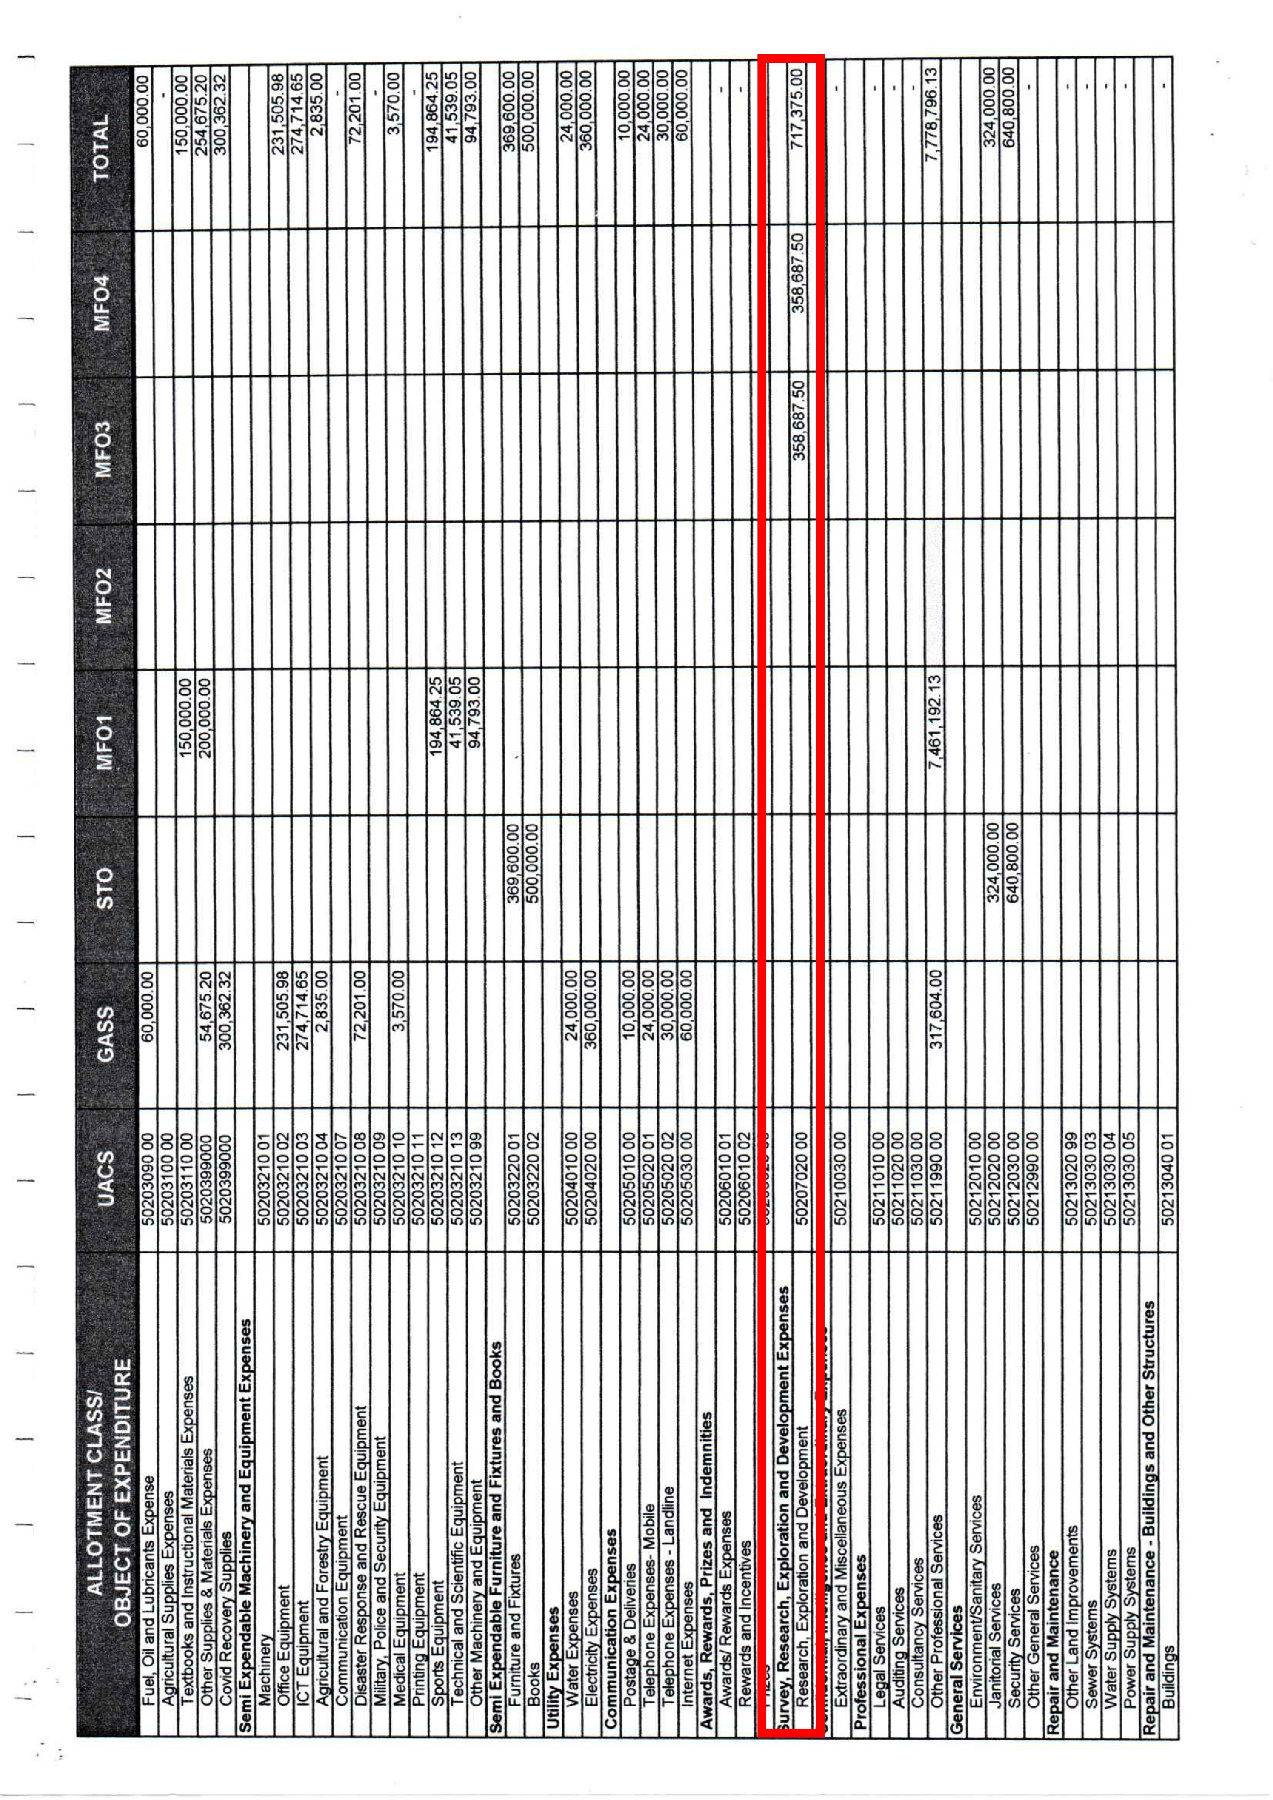 ALLOTMENT CLASS/ OBJECT OF EXPENDITURE UACS GASS STO MFO1 MFO2 MFO3 MFO4 TOTAL
Fuel, Oil and Lubricants Expense 5020309000 60,000.00 60,000.00
Agricultural Supplies Expenses 5020310000 -
Textbooks and Instructional Materials Expenses 5020311000 150,000.00 150,000.00
Other Supplies & Materials Expenses 5020399000 54,675.20 200,000.00 254,675.20
Covid Recovery Supplies 5020399000 300,362.32 300,362.32
Semi Expendable Machinery and Equipment Expenses
Machinery 50203210 01
Office Equipment 50203210 02 231,505.98 231,505.98
ICT Equipment 50203210 03 274,714.65 274,714.65
Agricultural and Forestry Equipment 50203210 04 2,835.00 2,835.00
Communication Equipment 50203210 07 -
Disaster Response and Rescue Equipment 50203210 08 72,201.00 72,201.00
Military, Police and Security Equipment 50203210 09 -
Medical Equipment 50203210 10 3,570.00 3,570.00
Printing Equipment 50203210 11 -
Sports Equipment 50203210 12 194,864.25 194,864.25
Technical and Scientific Equipment 50203210 13 41,539.05 41,539.05
Other Machinery and Equipment 50203210 99 94,793.00 94,793.00
Semi Expendable Furniture and Fixtures and Books
Furniture and Fixtures 50203220 01 369,600.00 369,600.00
Books 50203220 02 500,000.00 500,000.00
Utility Expenses
Water Expenses 50204010 00 24,000.00 24,000.00
Electricity Expenses 50204020 00 360,000.00 360,000.00
Communication Expenses
Postage & Deliveries 50205010 00 10,000.00 10,000.00
Telephone Expenses- Mobile 50205020 01 24,000.00 24,000.00
Telephone Expenses - Landline 50205020 02 30,000.00 30,000.00
Internet Expenses 50205030 00 60,000.00 60,000.00
Awards, Rewards, Prizes and Indemnities
Awards/ Rewards Expenses 50206010 01 -
Rewards and Incentives 50206010 02 -
Survey, Research, Exploration and Development Expenses
Research, Exploration and Development 50207020 00 358,687.50 358,687.50 717,375.00
Extraordinary and Miscellaneous Expenses 50210030 00 -
Professional Expenses
Legal Services 50211010 00 -
Auditing Services 50211020 00 -
Consultancy Services 50211030 00 -
Other Professional Services 50211990 00 317,604.00 7,461,192.13 7,778,796.13
General Services
Environment/Sanitary Services 50212010 00 -
Janitorial Services 50212020 00 324,000.00 324,000.00
Security Services 50212030 00 640,800.00 640,800.00
Other General Services 50212990 00 -
Repair and Maintenance
Other Land Improvements 50213020 99 -
Sewer Systems 50213030 03 -
Water Supply Systems 50213030 04 -
Power Supply Systems 50213030 05 -
Repair and Maintenance - Buildings and Other Structures
Buildings 50213040 01 -